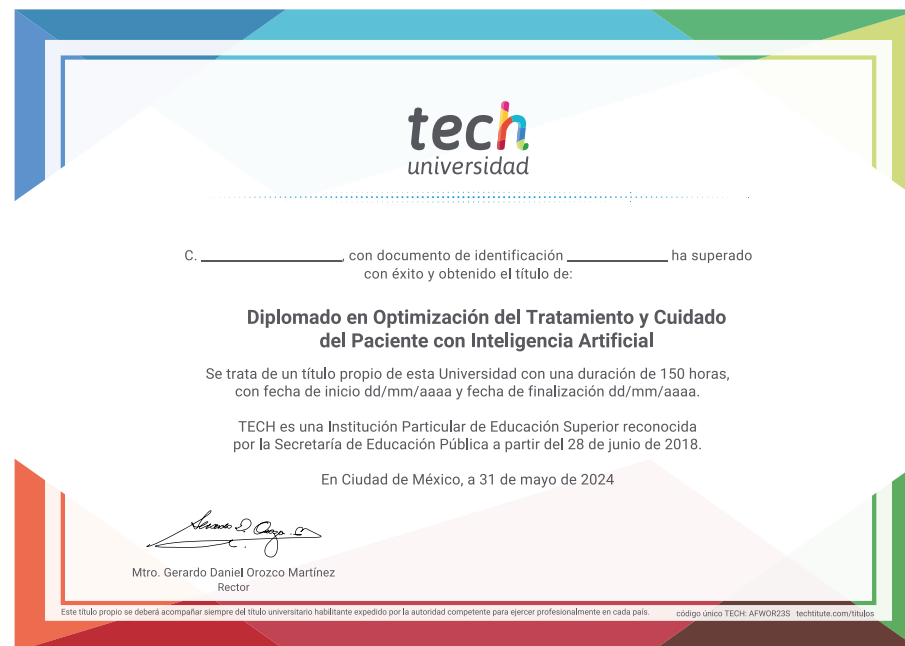 tech
universidad
C. ____________, con documento de identificación ____________ ha superado
con éxito y obtenido el título de:
Diplomado en Optimización del Tratamiento y Cuidado
del Paciente con Inteligencia Artificial
Se trata de un título propio de esta Universidad con una duración de 150 horas,
con fecha de inicio dd/mm/aaaa y fecha de finalización dd/mm/aaaa.
TECH es una Institución Particular de Educación Superior reconocida
por la Secretaría de Educación Pública a partir del 28 de junio de 2018.
En Ciudad de México, a 31 de mayo de 2024
Mtro. Gerardo Daniel Orozco Martínez
Rector
Este título propio se deberá acompañar siempre del título universitario habilitante expedido por la autoridad competente para ejercer profesionalmente en cada país. código único TECH: AFWOR23S techtitute.com/titulos